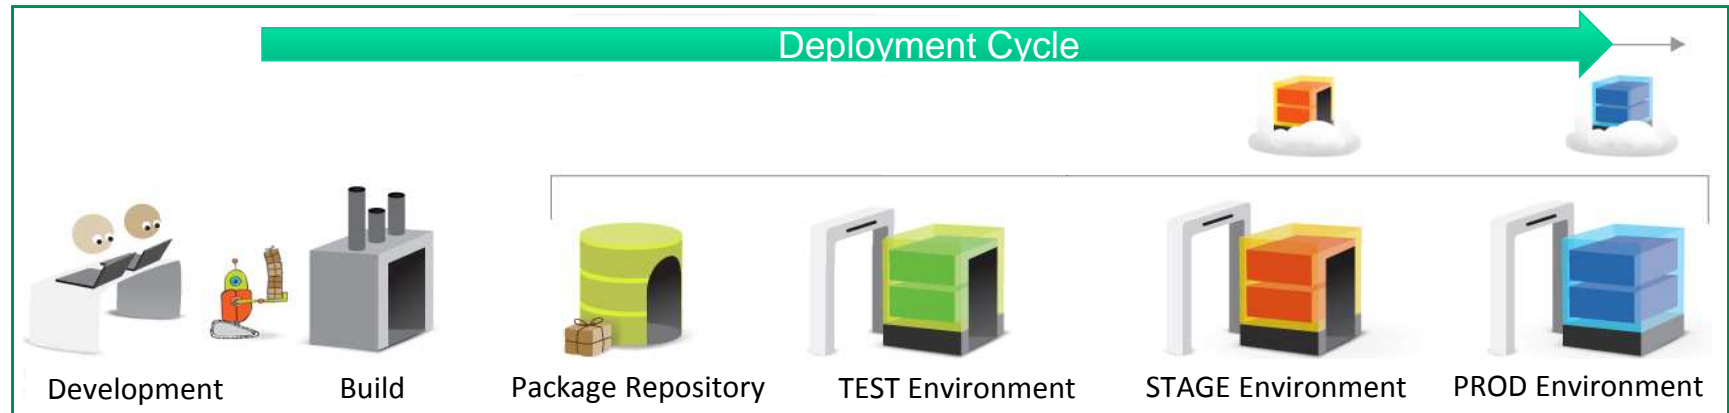 Deployment Cycle
Development
Build
Package Repository
TEST Environment
STAGE Environment
PROD Environment